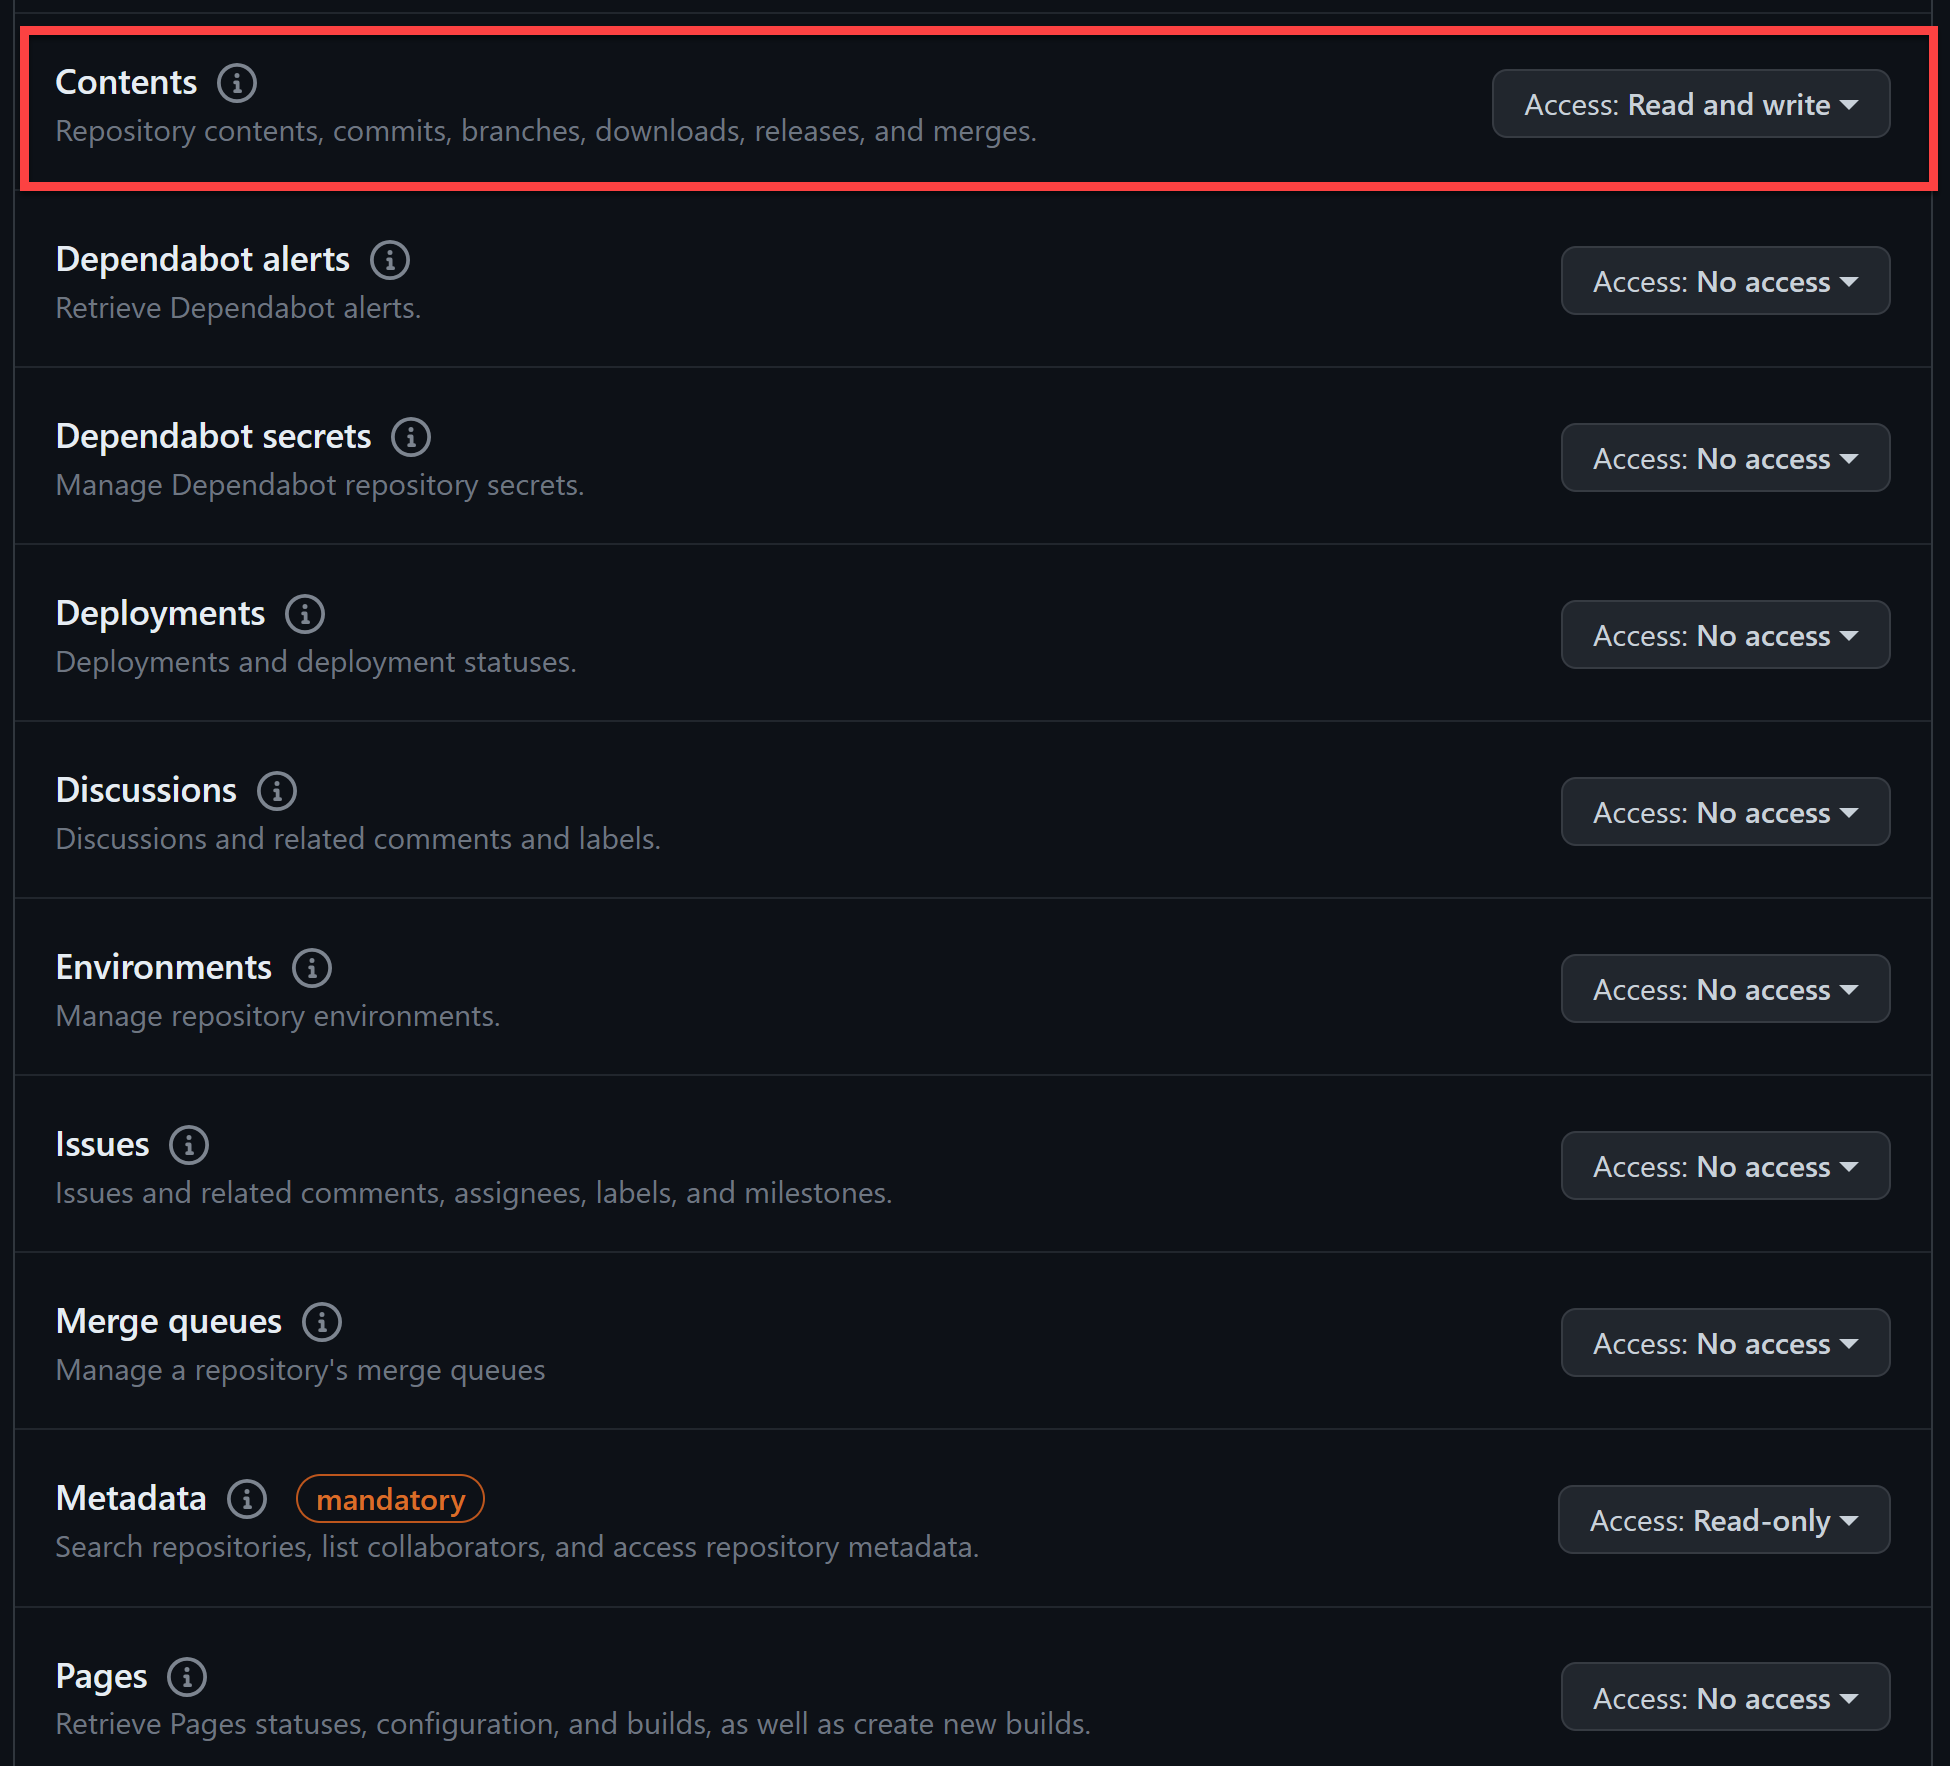 Contents
Access: Read and write
Repository contents, commits, branches, downloads, releases, and merges.
Dependabot alerts
Access: No access
Retrieve Dependabot alerts.
Dependabot secrets
Access: No access
Manage Dependabot repository secrets.
Deployments
Access: No access
Deployments and deployment statuses.
Discussions
Access: No access
Discussions and related comments and labels.
Environments
Access: No access
Manage repository environments.
Issues
Access: No access
Issues and related comments, assignees, labels, and milestones.
Merge queues
Access: No access
Manage a repository's merge queues
Metadata mandatory
Access: Read-only
Search repositories, list collaborators, and access repository metadata.
Pages
Access: No access
Retrieve Pages statuses, configuration, and builds, as well as create new builds.